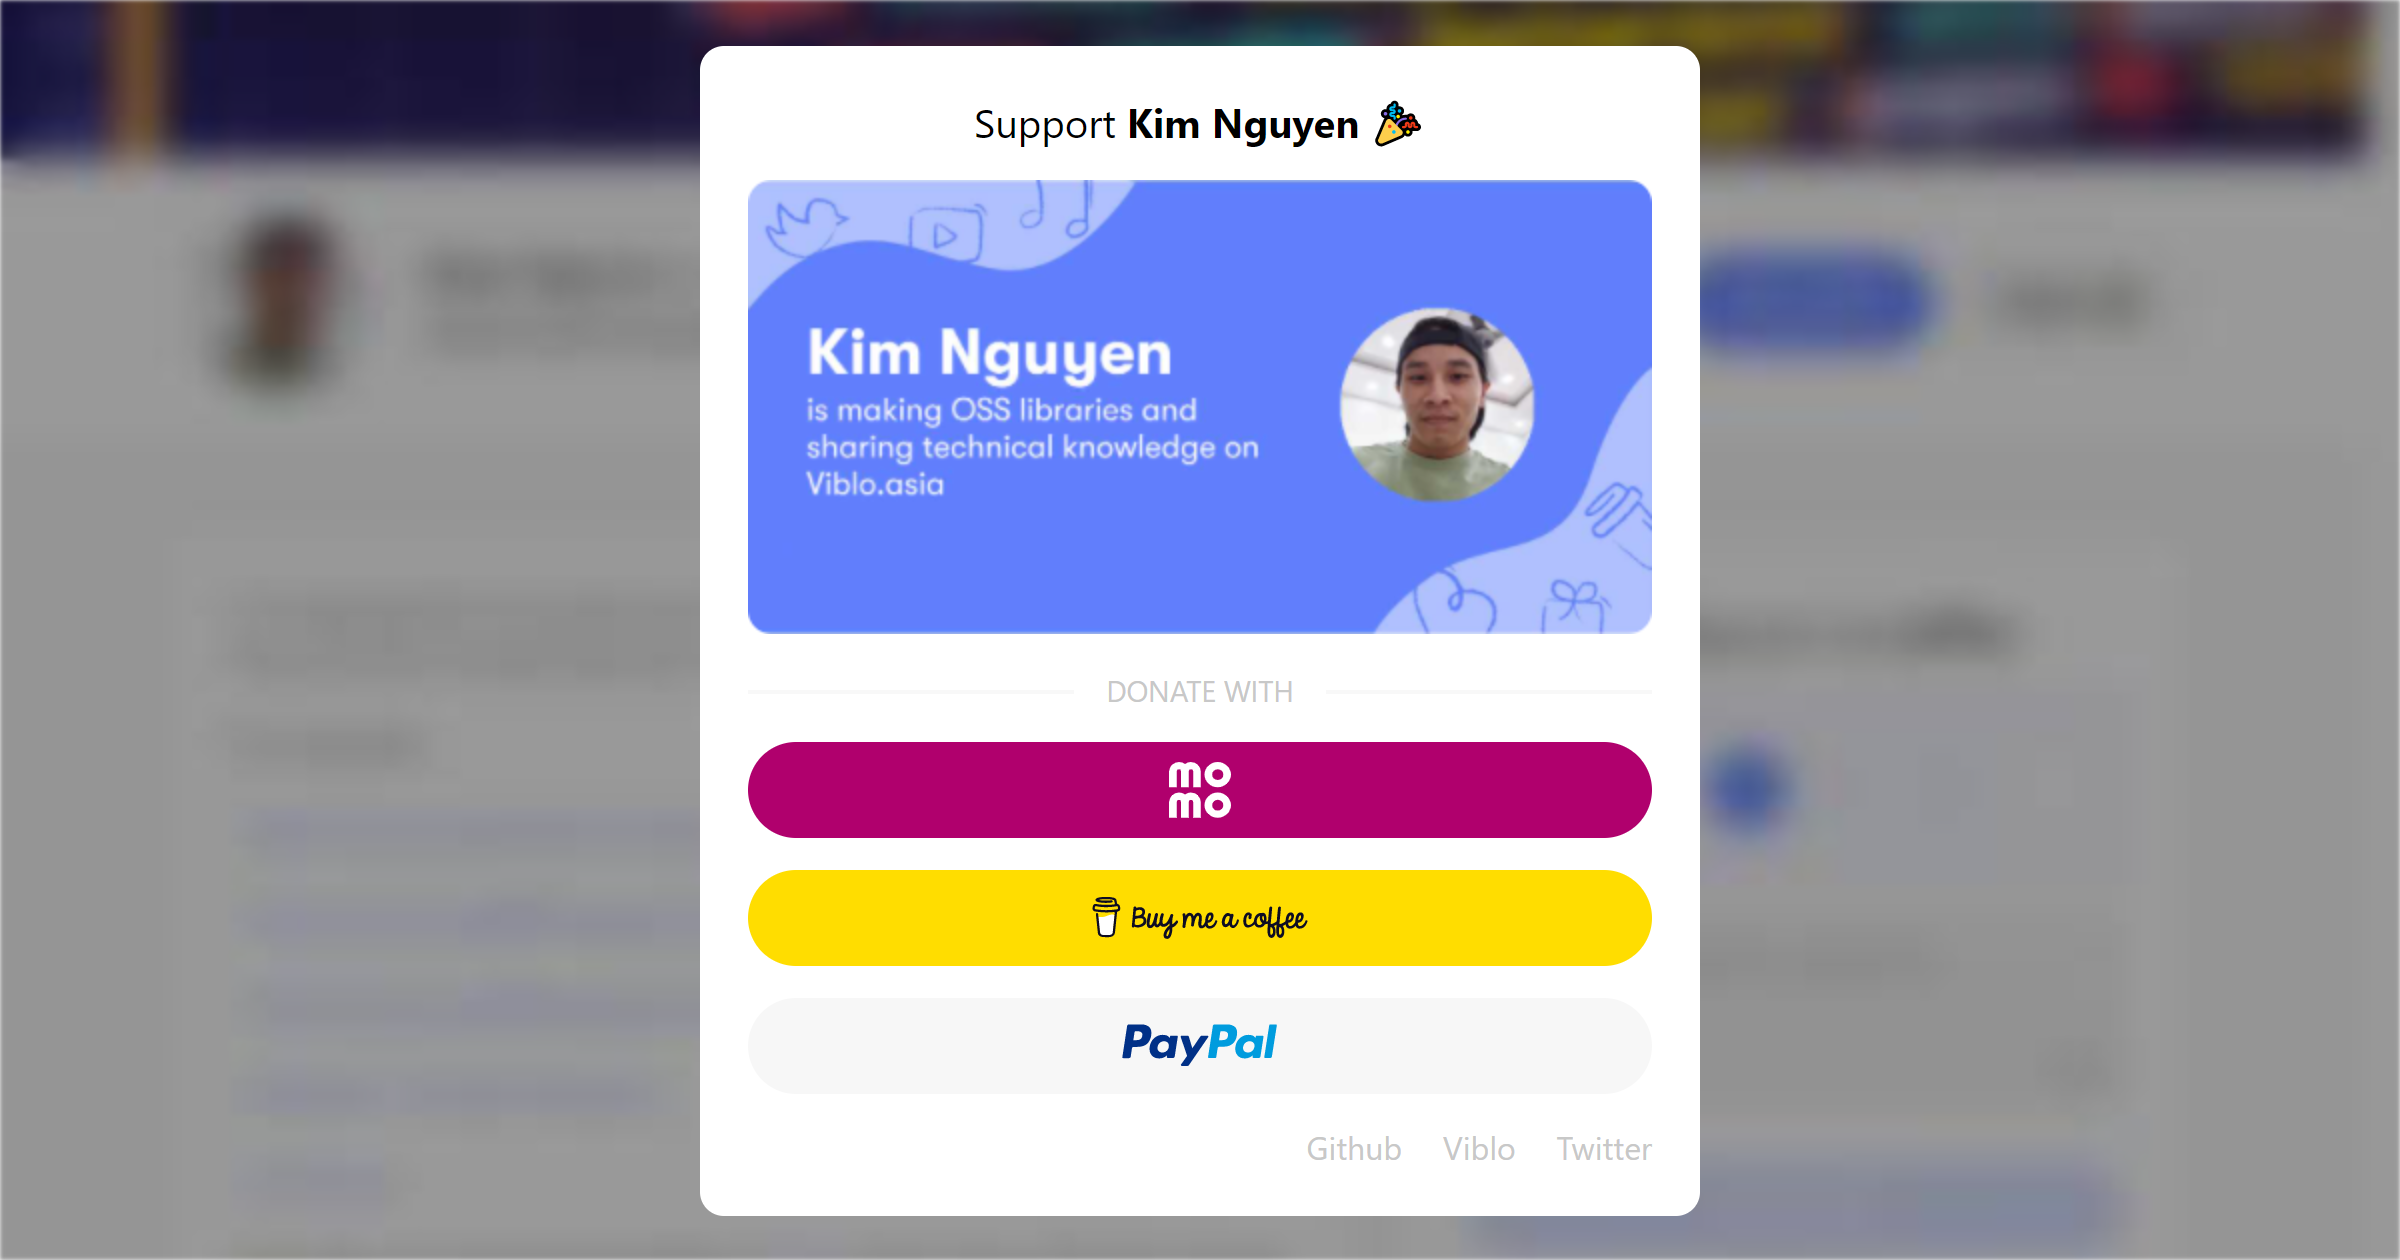 Support Kim Nguyen 🎉
Kim Nguyen
is making OSS libraries and
sharing technical knowledge on
Viblo.asia
DONATE WITH
mo
mo
Buy me a coffee
PayPal
Github Viblo Twitter